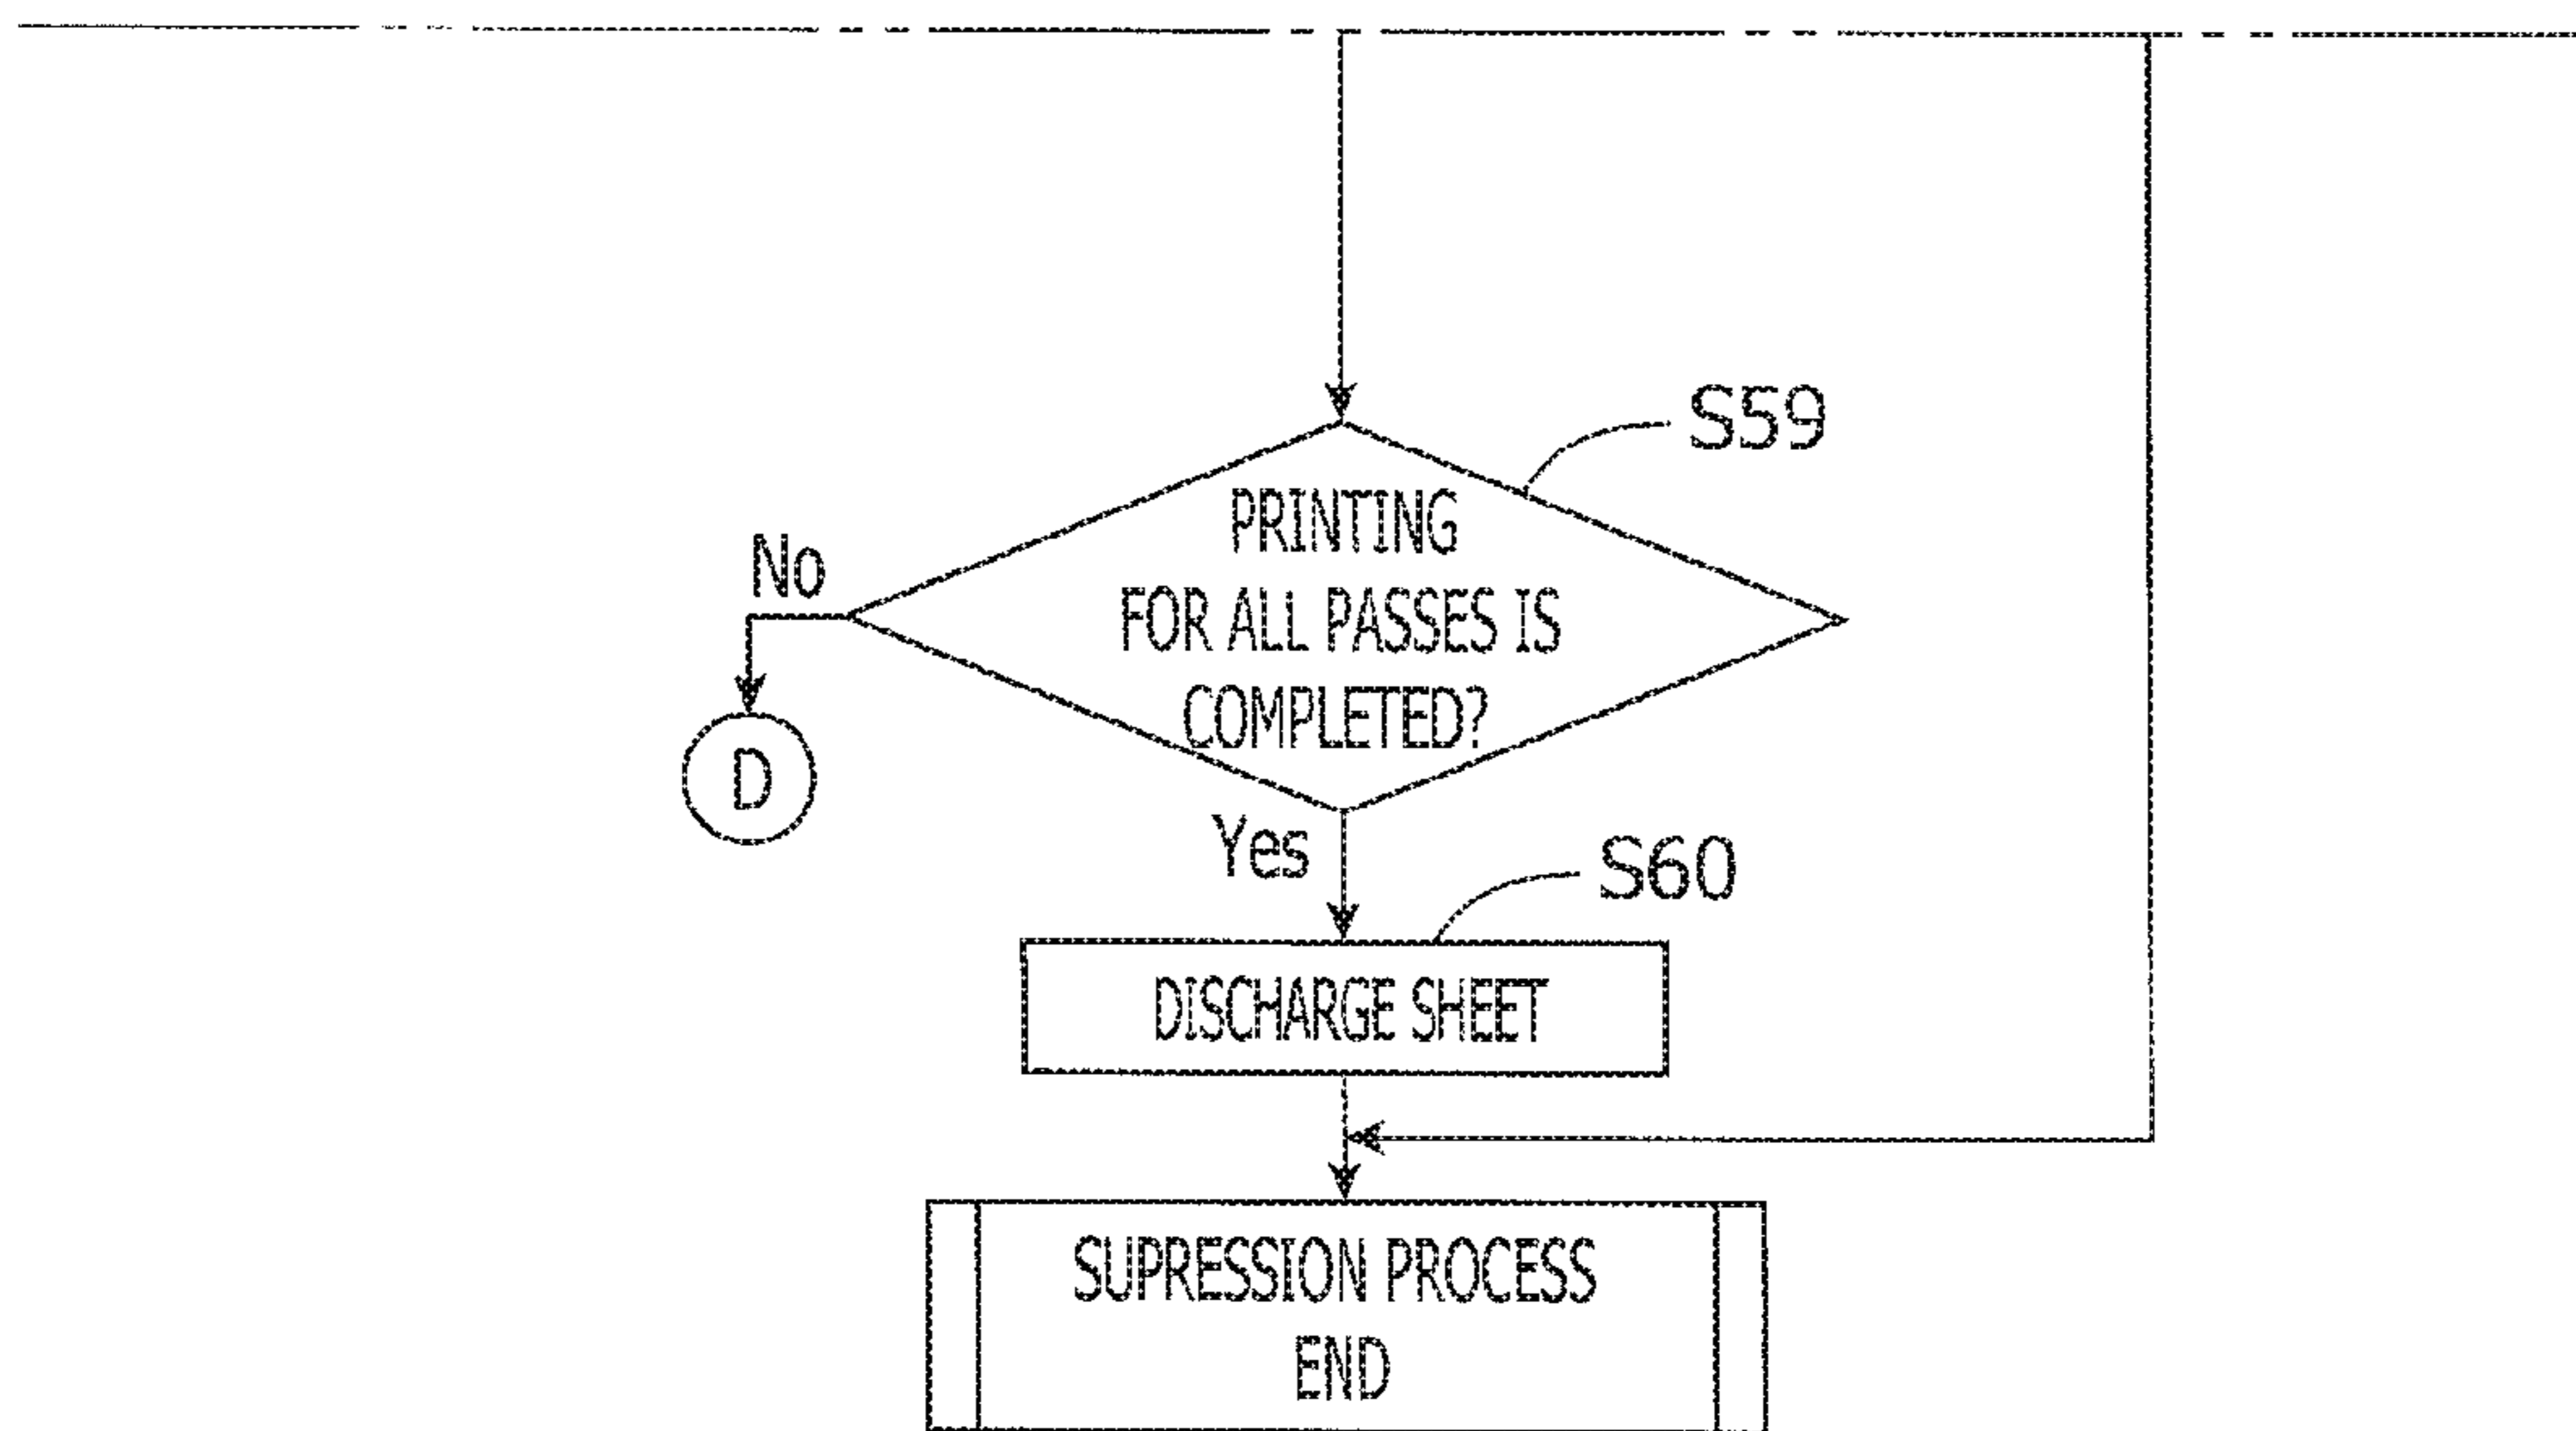 S59
PRINTING
FOR ALL PASSES IS
COMPLETED?
No
D
Yes
S60
DISCHARGE SHEET
SUPRESSION PROCESS
END